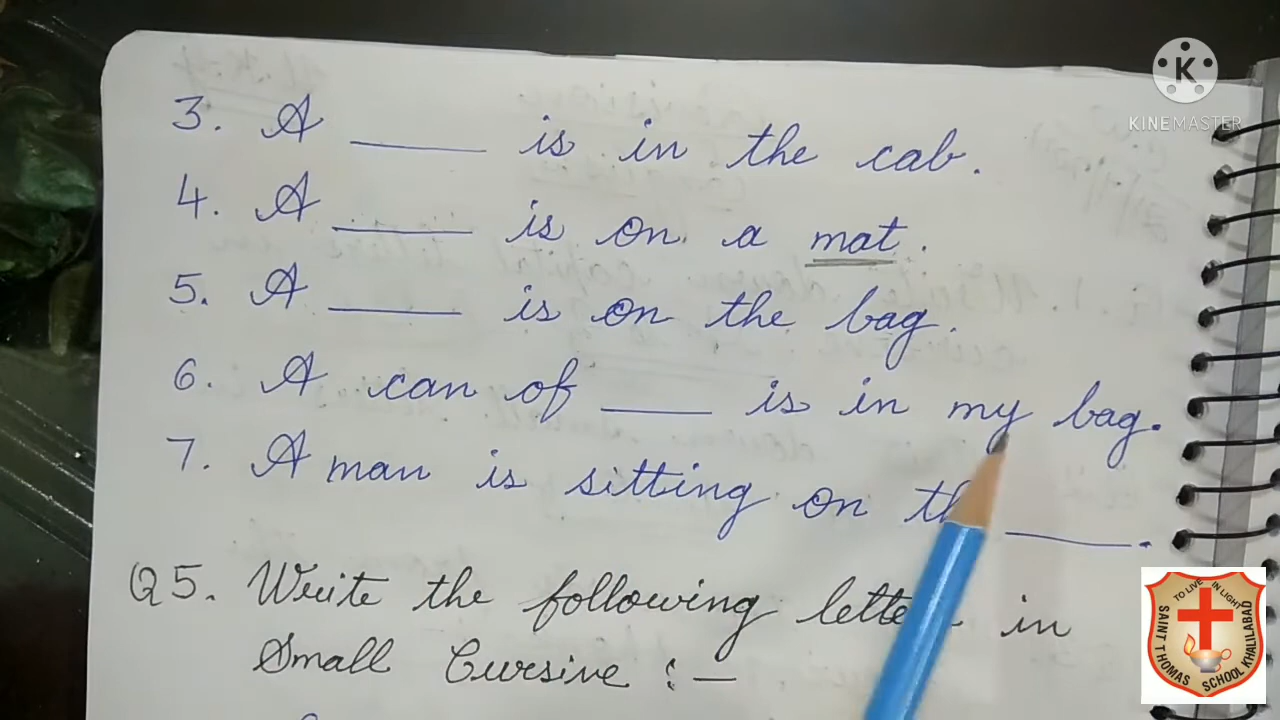 KINEMASTER
3. A ____ is in the cab.
4. A ____ is on a mat.
5. A ____ is on the bag.
6. A can of ____ is in my bag.
7. A man is sitting on th ____.
Q5. Write the following lette in
Small Cursive :-
TO LIVE IN LIGHT
SAINT THOMAS SCHOOL KHALILABAD